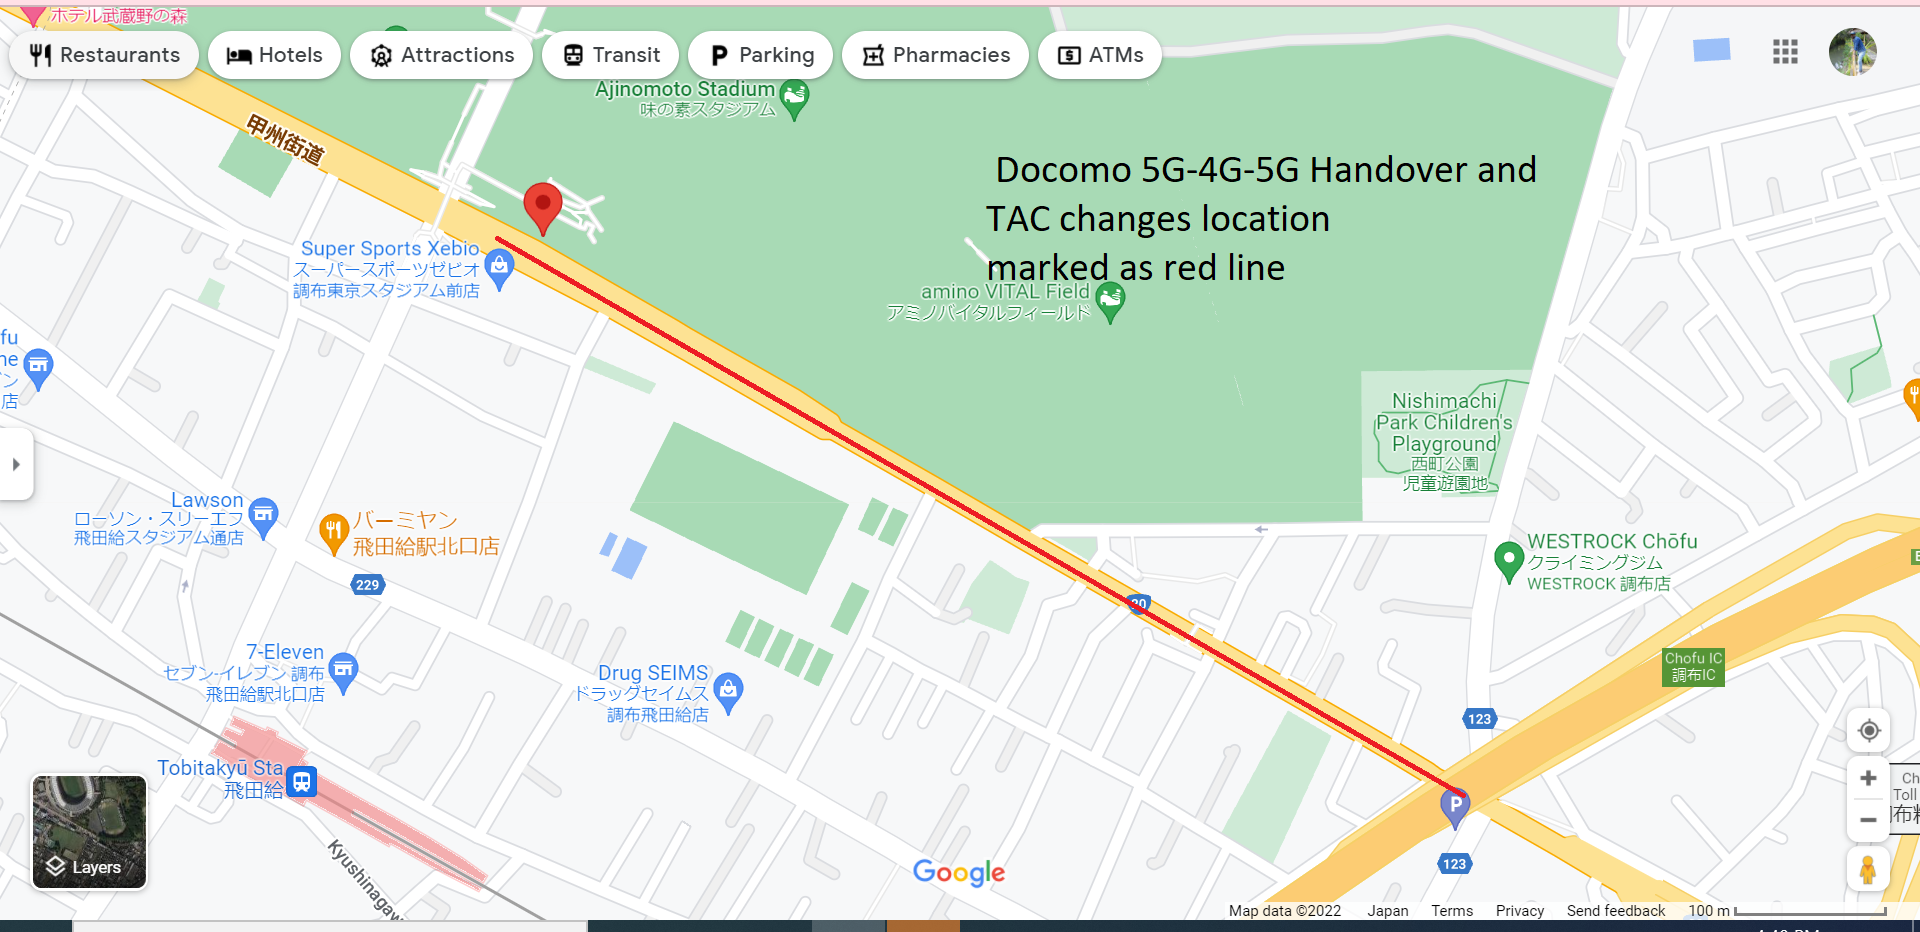 ホテル武蔵野の森
Restaurants
Hotels
Attractions
Transit
Parking
Pharmacies
ATMs
Ajinomoto Stadium
味の素スタジアム
甲州街道
Docomo 5G-4G-5G Handover and
TAC changes location
marked as red line
Super Sports Xebio
スーパースポーツゼビオ
調布東京スタジアム前店
amino VITAL Field
アミノバイタルフィールド
fu
ne
ン
店
Nishimachi
Park Children's
Playground
西町公園
児童遊園地
Lawson
ローソン・スリーエフ
飛田給スタジアム通店
バーミヤン
飛田給駅北口店
229
WESTROCK Chōfu
クライミングジム
WESTROCK 調布店
20
7-Eleven
セブン-イレブン 調布
飛田給駅北口店
Drug SEIMS
ドラッグセイムス
調布飛田給店
Chofu IC
調布IC
123
Tobitakyū Sta
飛田給
P
Ch
Toll
布
123
Layers
Kyushinagaw
Google
Map data ©2022 Japan Terms Privacy Send feedback 100 m